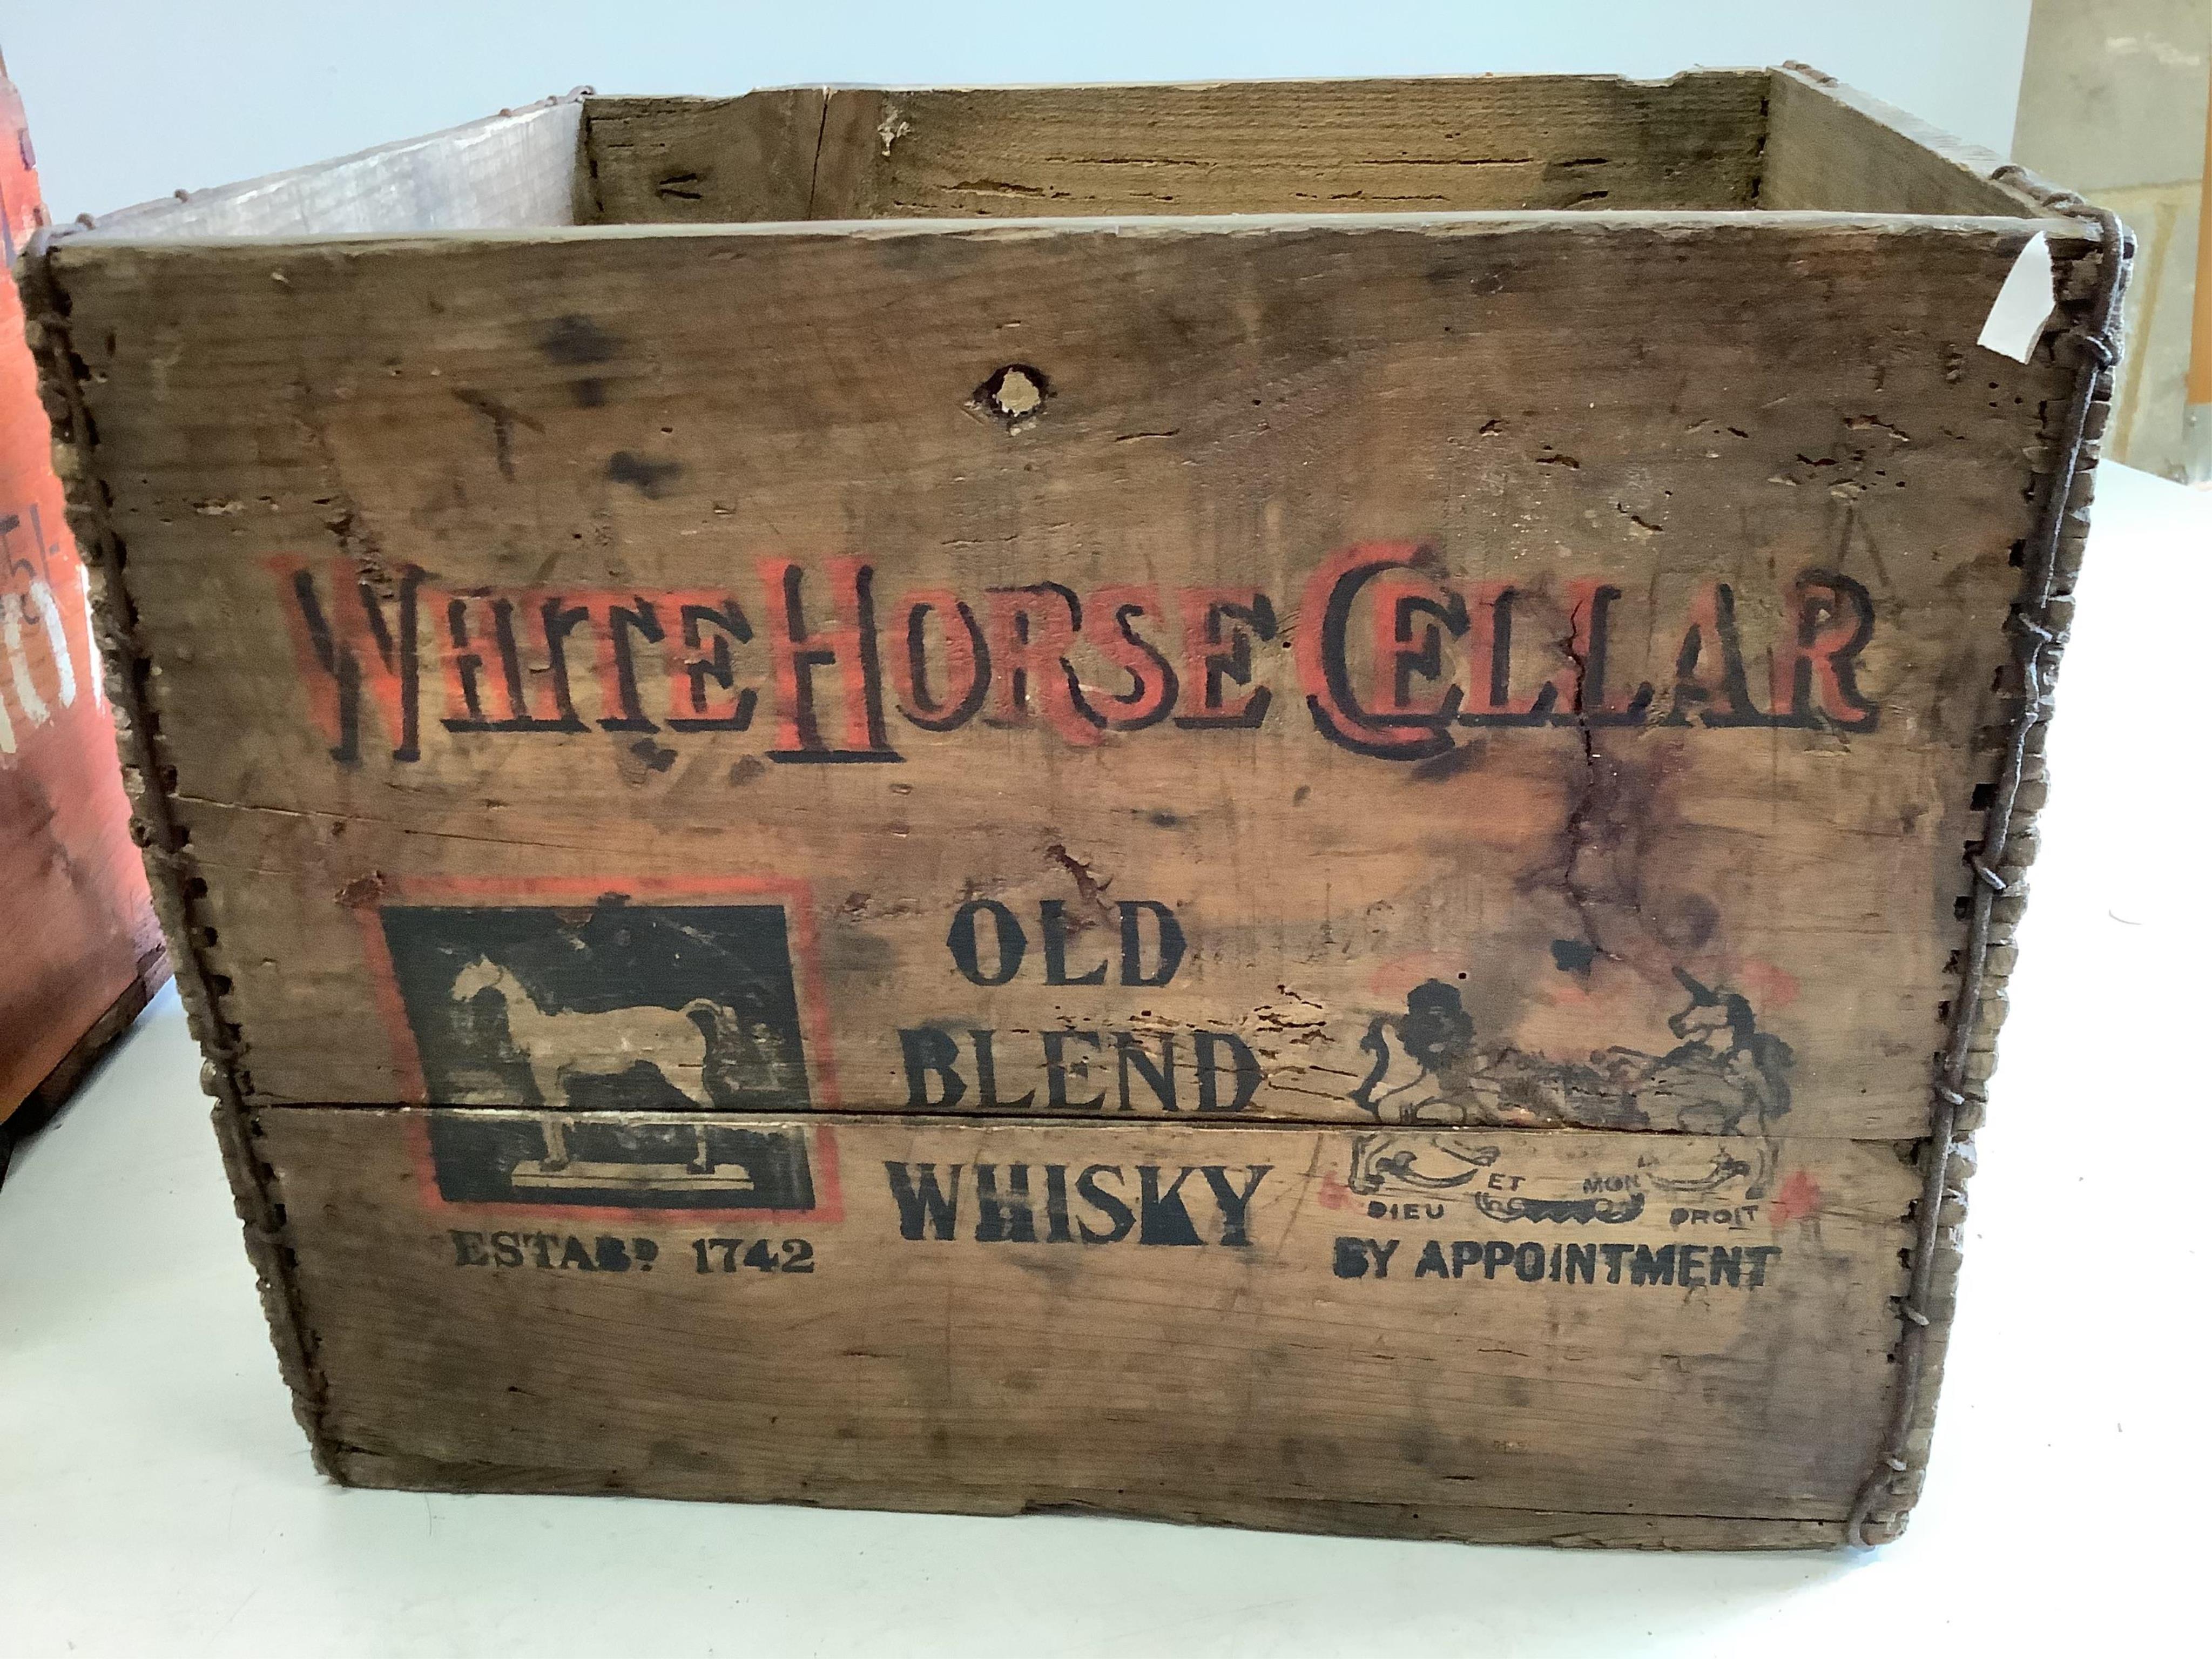 WHITE HORSE CELLAR
OLD
BLEND
WHISKY
ESTABD 1742
ET MON
DIEU DROIT
BY APPOINTMENT